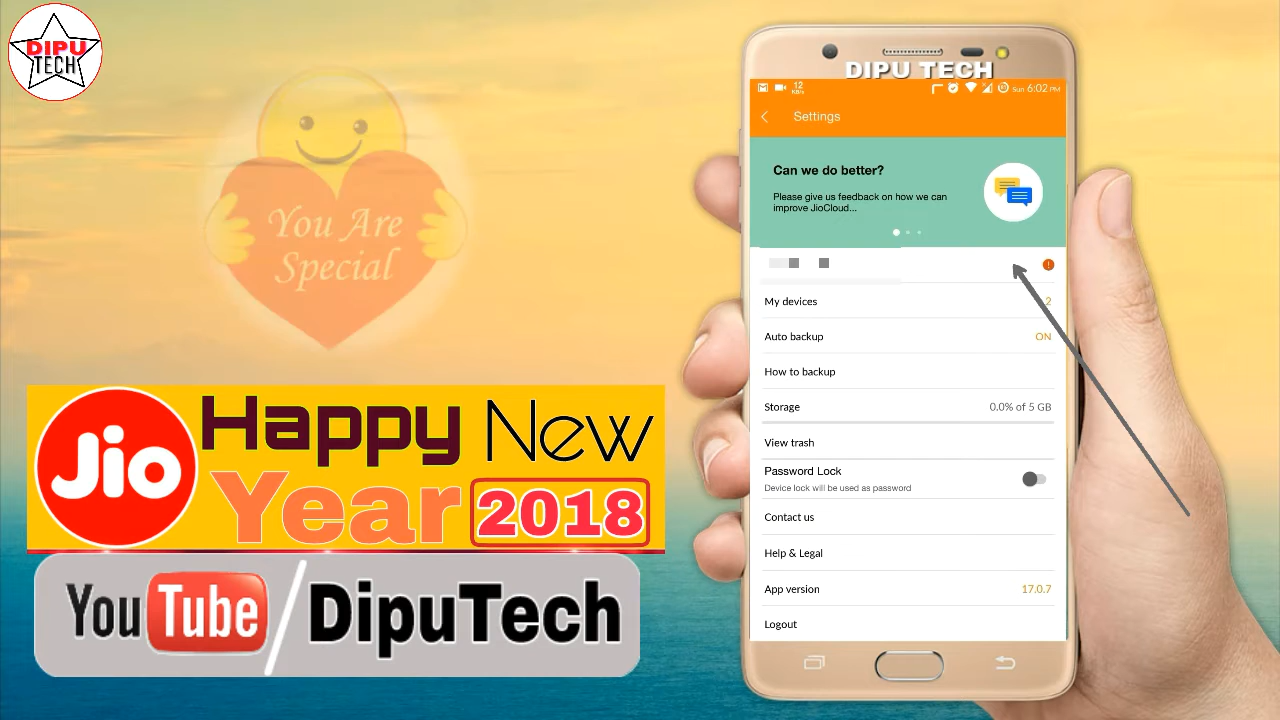 DIPU
TECH
You Are
Special
Jio
Happy New
Year 2018
YouTube/DipuTech
DIPU TECH
12
KB/s
Sun 6:02 PM
Settings
Can we do better?
Please give us feedback on how we can
improve JioCloud...
!
My devices 2
Auto backup ON
How to backup
Storage 0.0% of 5 GB
View trash
Password Lock
Device lock will be used as password
Contact us
Help & Legal
App version 17.0.7
Logout